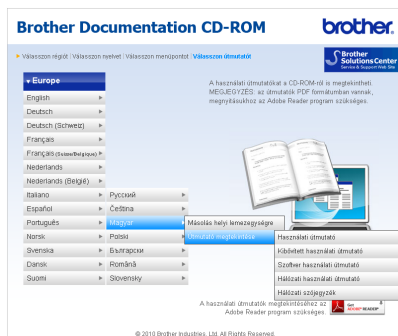 Brother Documentation CD-ROM
brother.
Válasszon régiót | Válasszon nyelvet | Válasszon menüpontot | Válasszon útmutatót
Brother
Solutions Center
Service & Support Web Site
Europe
A használati útmutatókat a CD-ROM-ról is megtekintheti.
MEGJEGYZÉS: az útmutatók PDF formátumban vannak,
megnyitásukhoz az Adobe Reader program szükséges.
English
Deutsch
Deutsch (Schweiz)
Français
Français (Suisse/Belgique)
Nederlands
Nederlands (België)
Italiano
Español
Português
Norsk
Svenska
Dansk
Suomi
Русский
Čeština
Magyar
Polski
Български
Română
Slovensky
Másolás helyi lemezegységre
Útmutató megtekintése
Használati útmutató
Kibővített használati útmutató
Szoftver használati útmutató
Hálózati használati útmutató
Hálózati szójegyzék
A használati útmutatók megtekintéséhez az
Adobe Reader program szükséges.
Get
ADOBE® READER®
© 2010 Brother Industries, Ltd. All Rights Reserved.